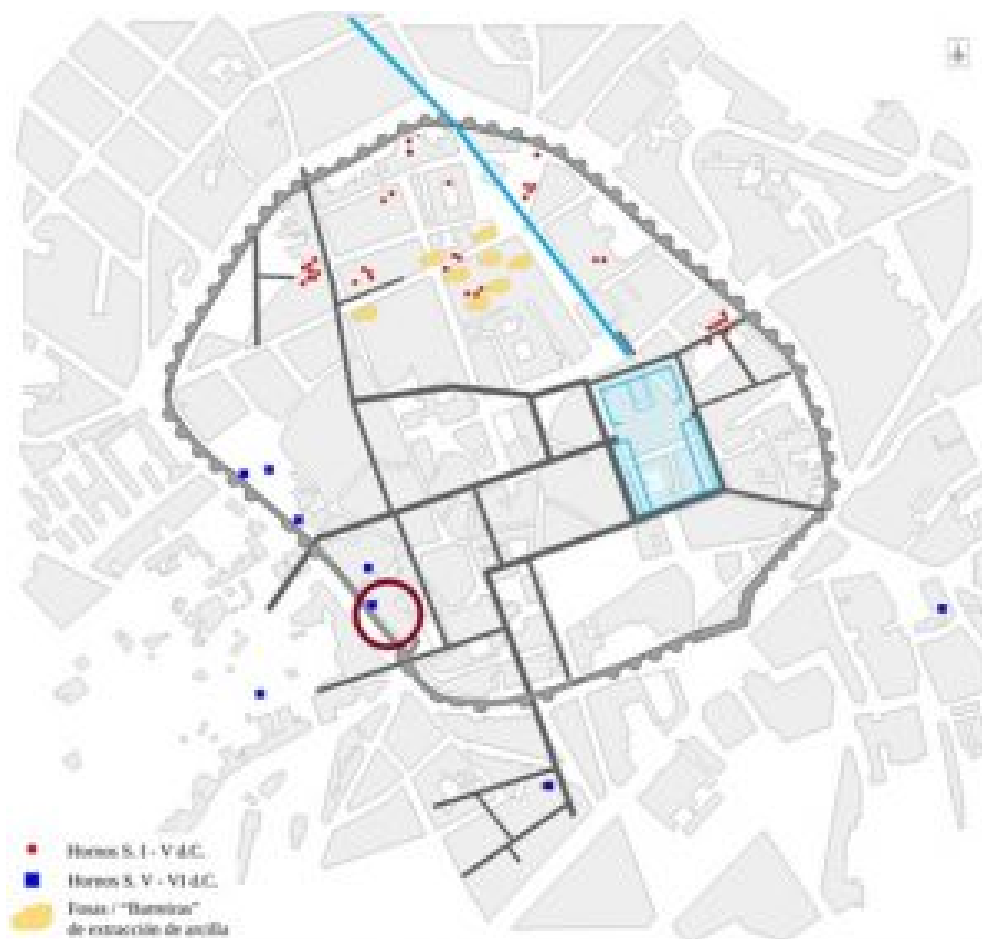 Hornos S. I - V d.C.
Hornos S. V - VI d.C.
Fosas / "Barreiras"
de extracción de arcilla